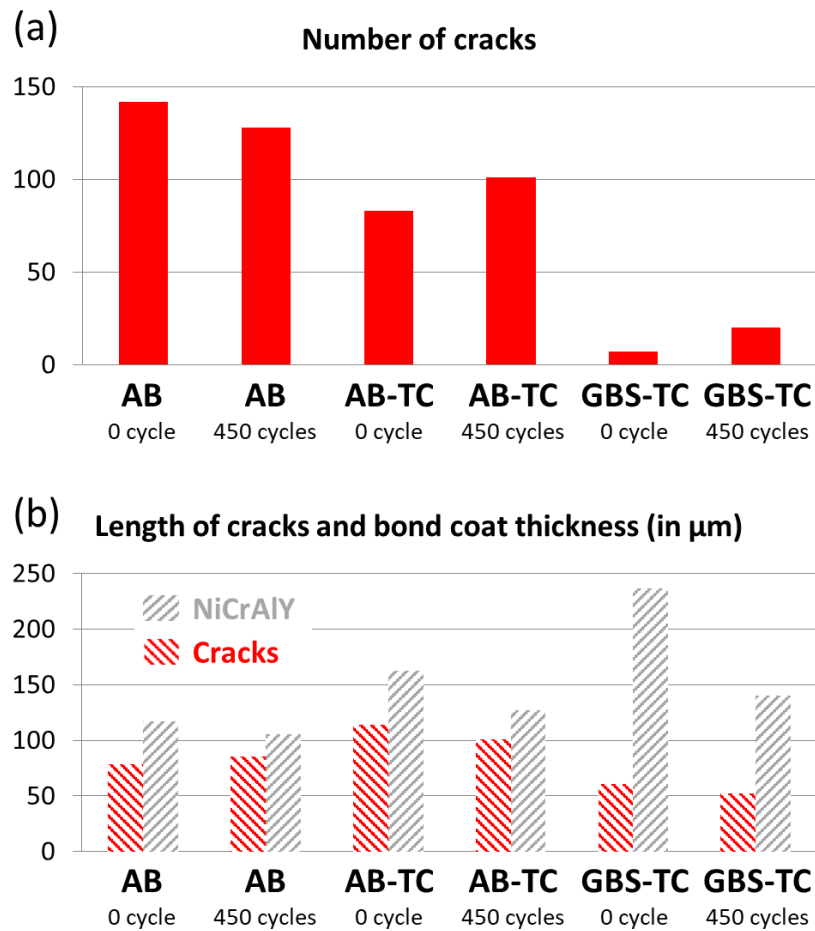 (a)
Number of cracks
150
100
50
0
AB AB AB-TC AB-TC GBS-TC GBS-TC
0 cycle 450 cycles 0 cycle 450 cycles 0 cycle 450 cycles
(b)
Length of cracks and bond coat thickness (in µm)
250
200
150
100
50
0
NiCrAlY
Cracks
AB AB AB-TC AB-TC GBS-TC GBS-TC
0 cycle 450 cycles 0 cycle 450 cycles 0 cycle 450 cycles